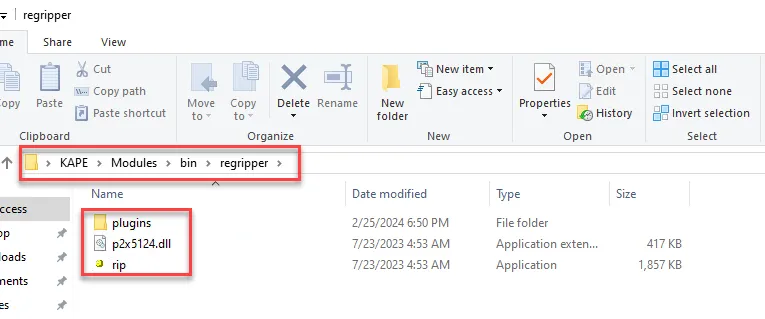 regripper
me Share View
Copy Paste Cut
Copy path
Paste shortcut
Clipboard
Move to Copy to Delete Rename
Organize
New folder New item
Easy access
New
Properties Open
Edit
History
Open
Select all
Select none
Invert selection
Select
KAPE > Modules > bin > regripper >
Name Date modified Type Size
plugins 2/25/2024 6:50 PM File folder
p2x5124.dll 7/23/2023 4:53 AM Application exten... 417 KB
rip 7/23/2023 4:53 AM Application 1,857 KB
ccess
p
oads
ments
es